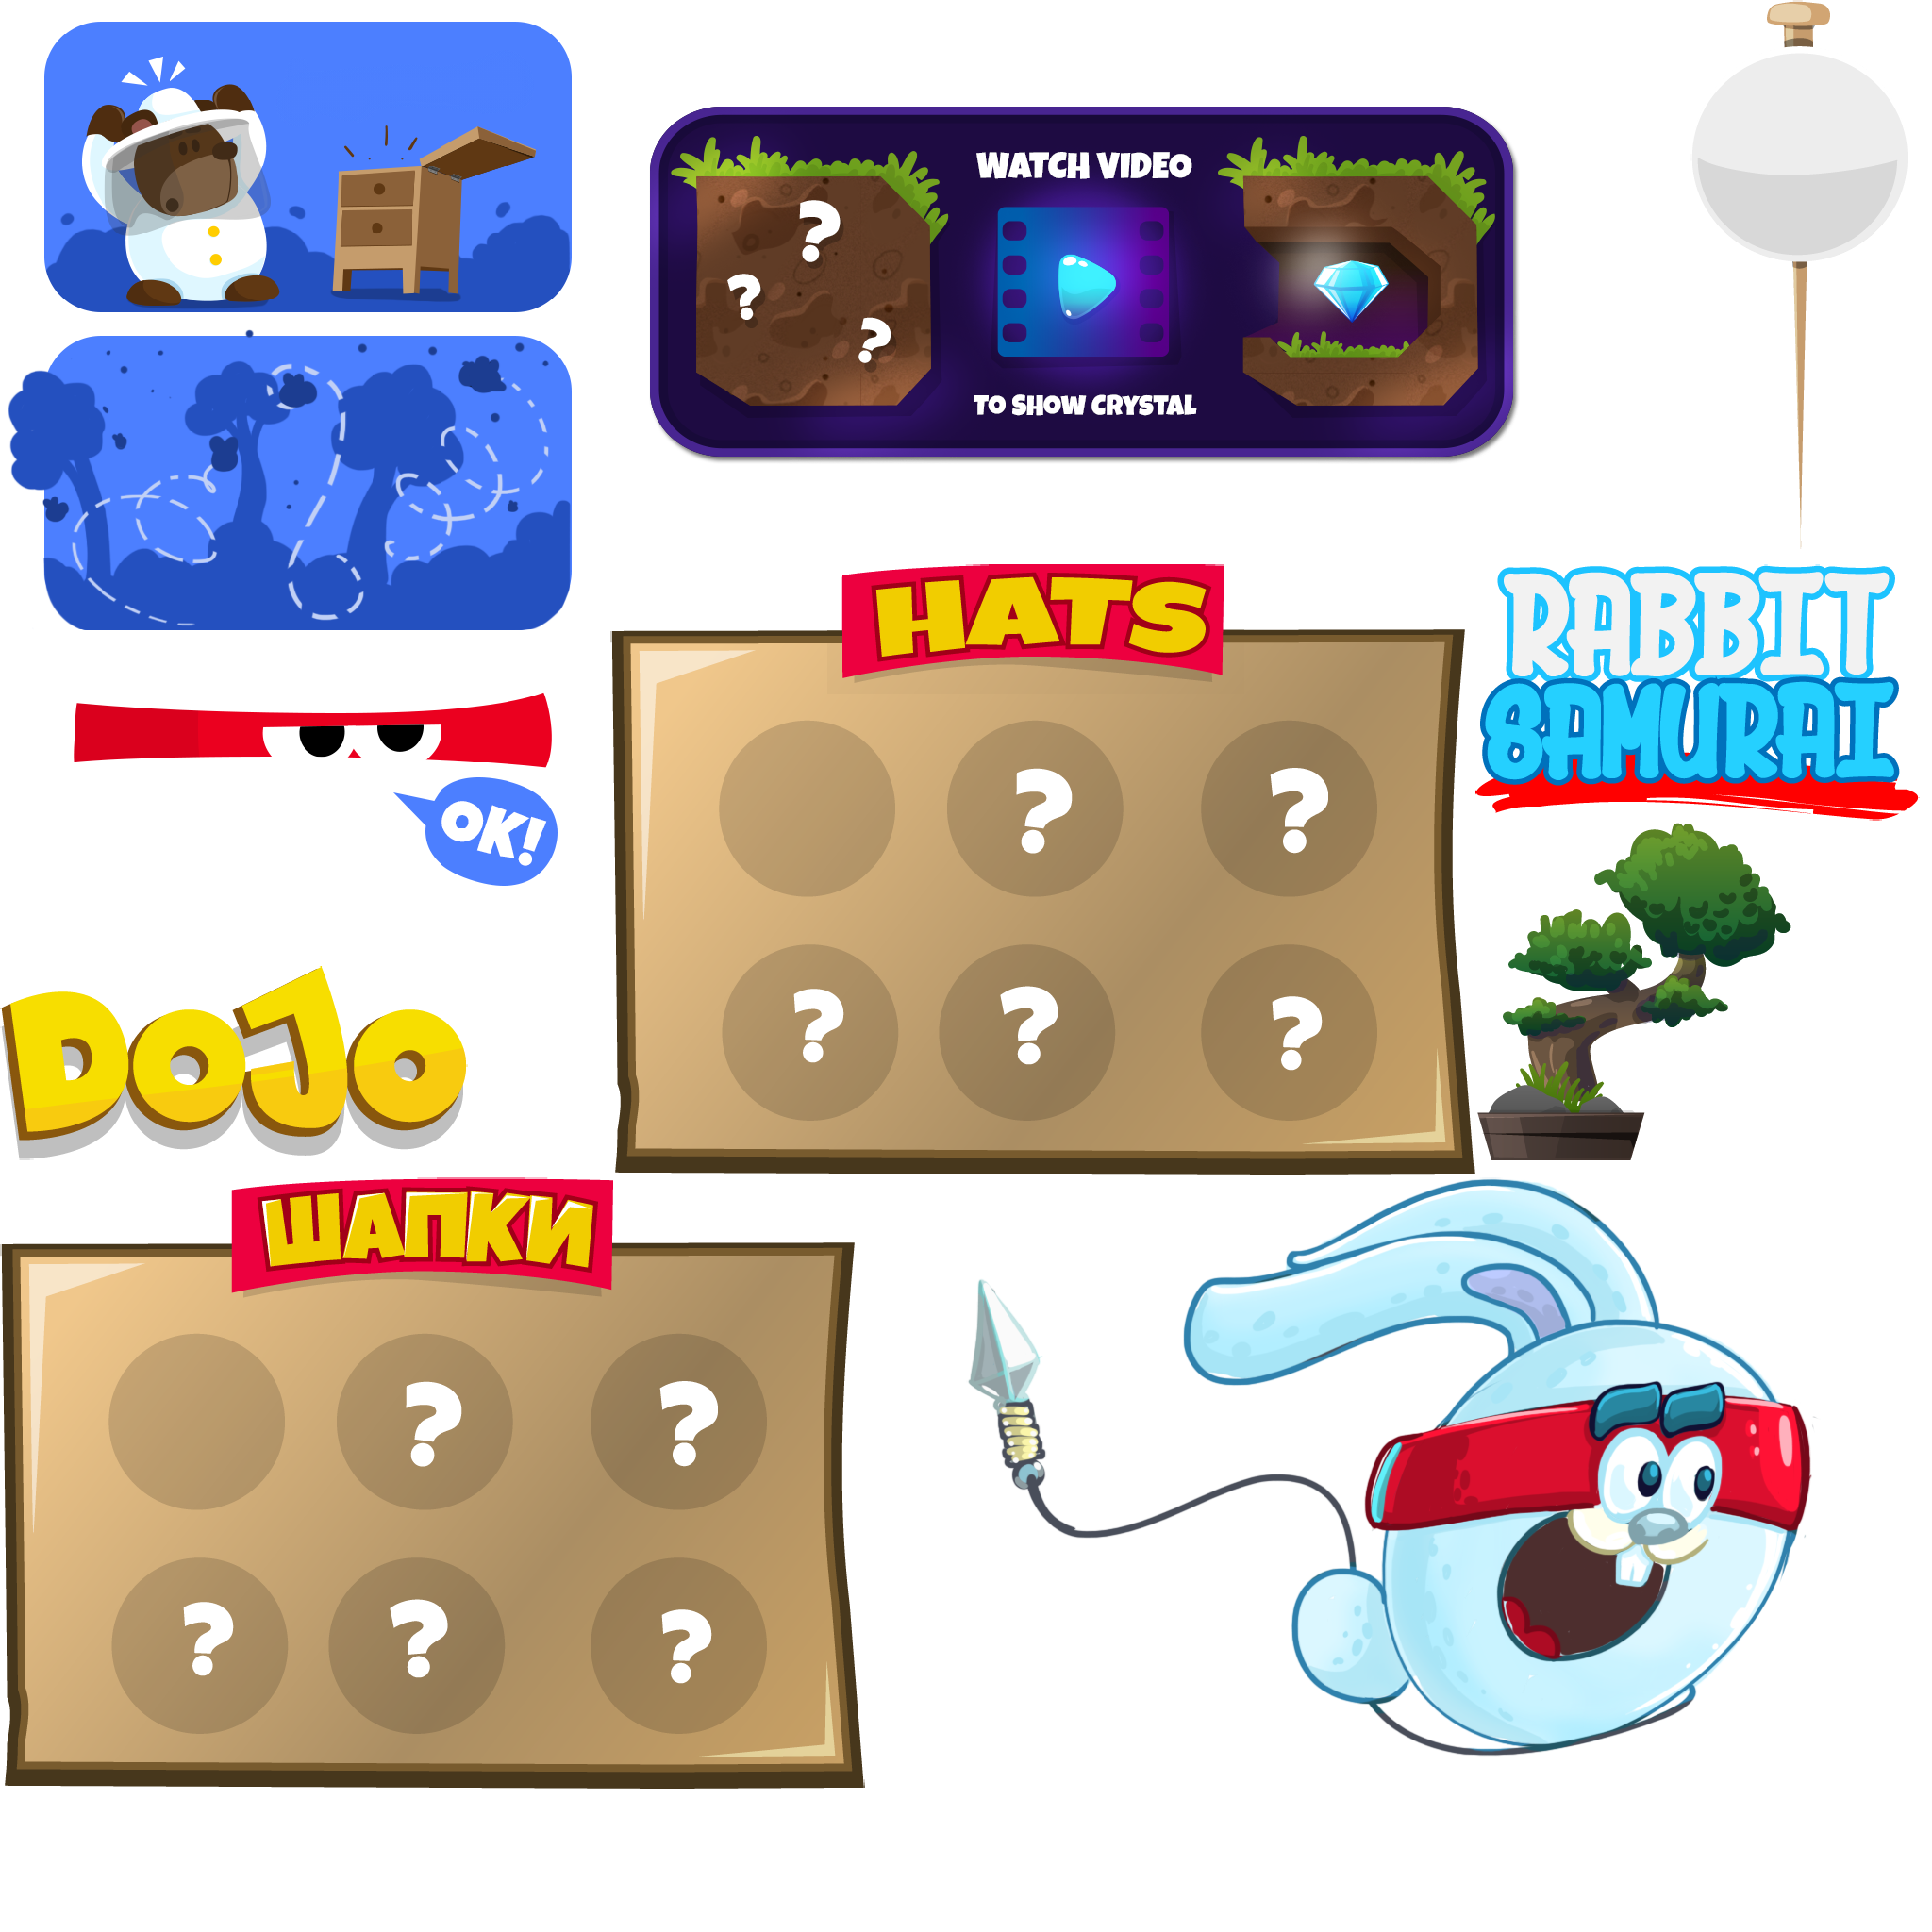 WATCH VIDEO
? ? ?
TO SHOW CRYSTAL
HATS
? ?
? ? ?
RABBIT
SAMURAI
OK!
DOJO
ШАПКИ
? ?
? ? ?